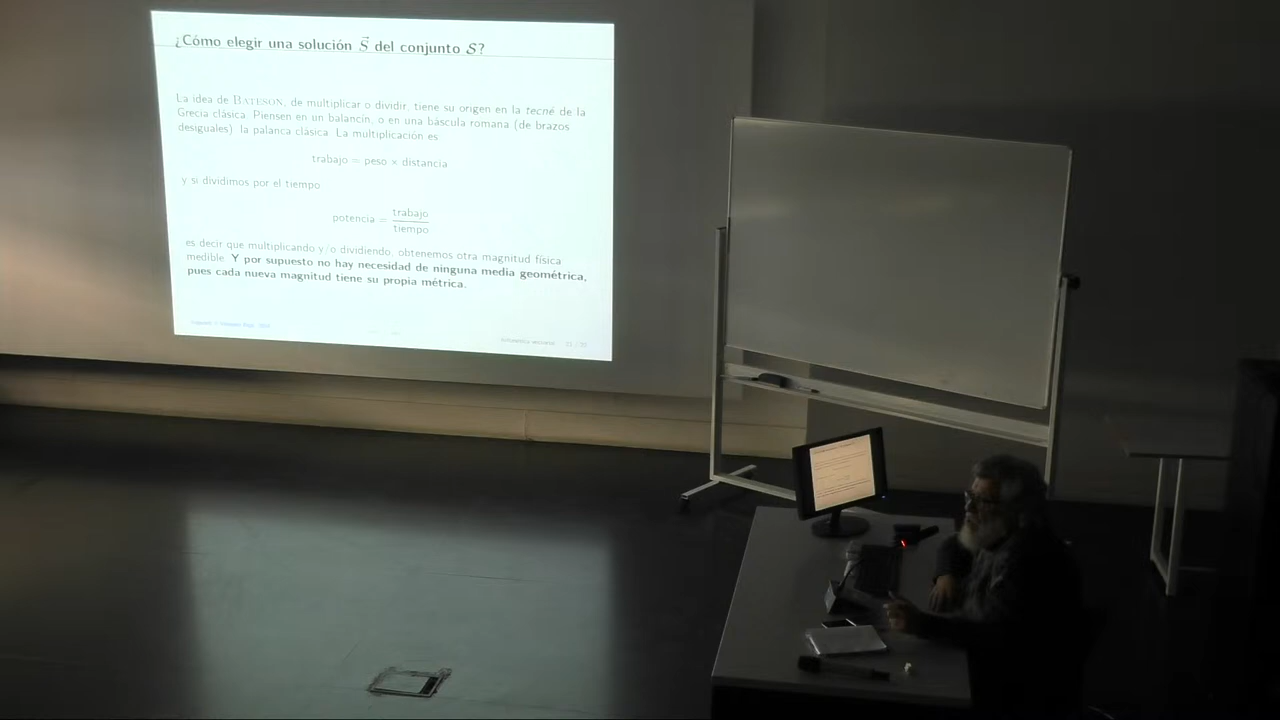 ¿Cómo elegir una solución S⃗ del conjunto S?
La idea de BATESON, de multiplicar o dividir, tiene su origen en la tecné de la
Grecia clásica. Piensen en un balancín, o en una báscula romana (de brazos
desiguales): la palanca clásica. La multiplicación es:
trabajo = peso × distancia
y si dividimos por el tiempo
potencia = trabajo
tiempo
es decir que multiplicando y/o dividiendo, obtenemos otra magnitud física
medible. Y por supuesto no hay necesidad de ninguna media geométrica,
pues cada nueva magnitud tiene su propia métrica.